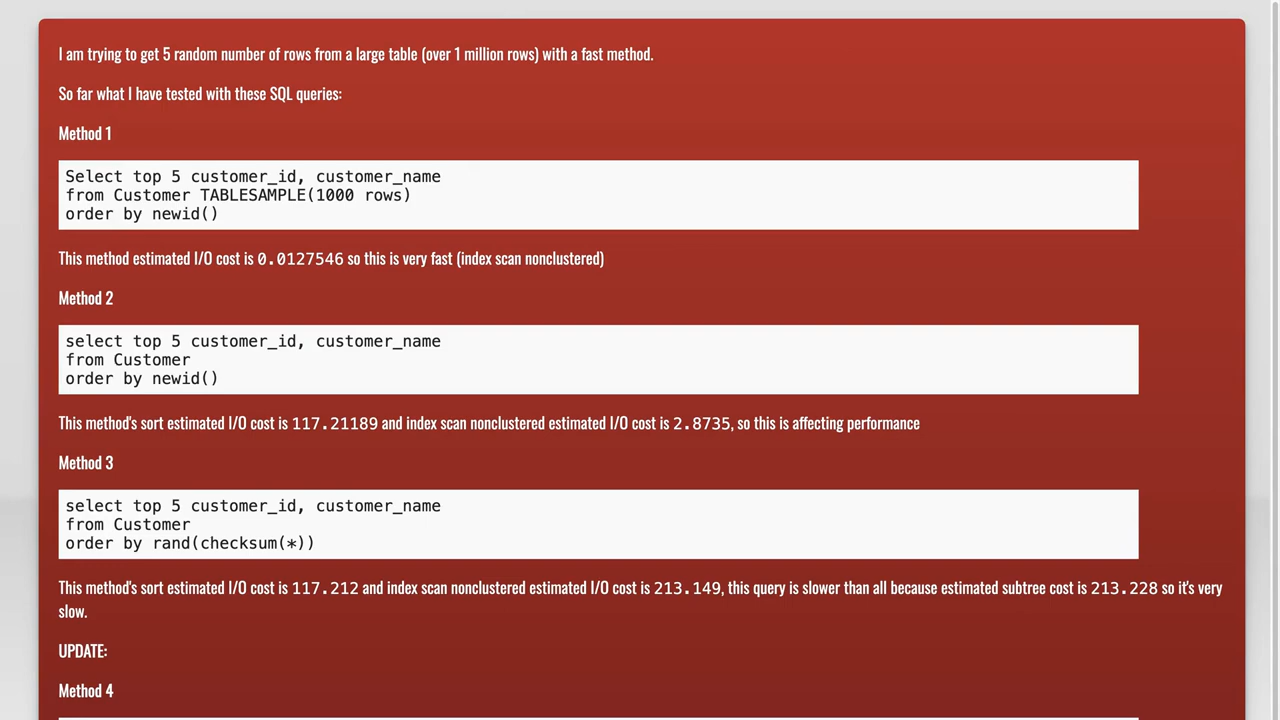 I am trying to get 5 random number of rows from a large table (over 1 million rows) with a fast method.
So far what I have tested with these SQL queries:
Method 1
Select top 5 customer_id, customer_name
from Customer TABLESAMPLE(1000 rows)
order by newid()
This method estimated I/O cost is 0.0127546 so this is very fast (index scan nonclustered)
Method 2
select top 5 customer_id, customer_name
from Customer
order by newid()
This method's sort estimated I/O cost is 117.21189 and index scan nonclustered estimated I/O cost is 2.8735, so this is affecting performance
Method 3
select top 5 customer_id, customer_name
from Customer
order by rand(checksum(*))
This method's sort estimated I/O cost is 117.212 and index scan nonclustered estimated I/O cost is 213.149, this query is slower than all because estimated subtree cost is 213.228 so it's very
slow.
UPDATE:
Method 4